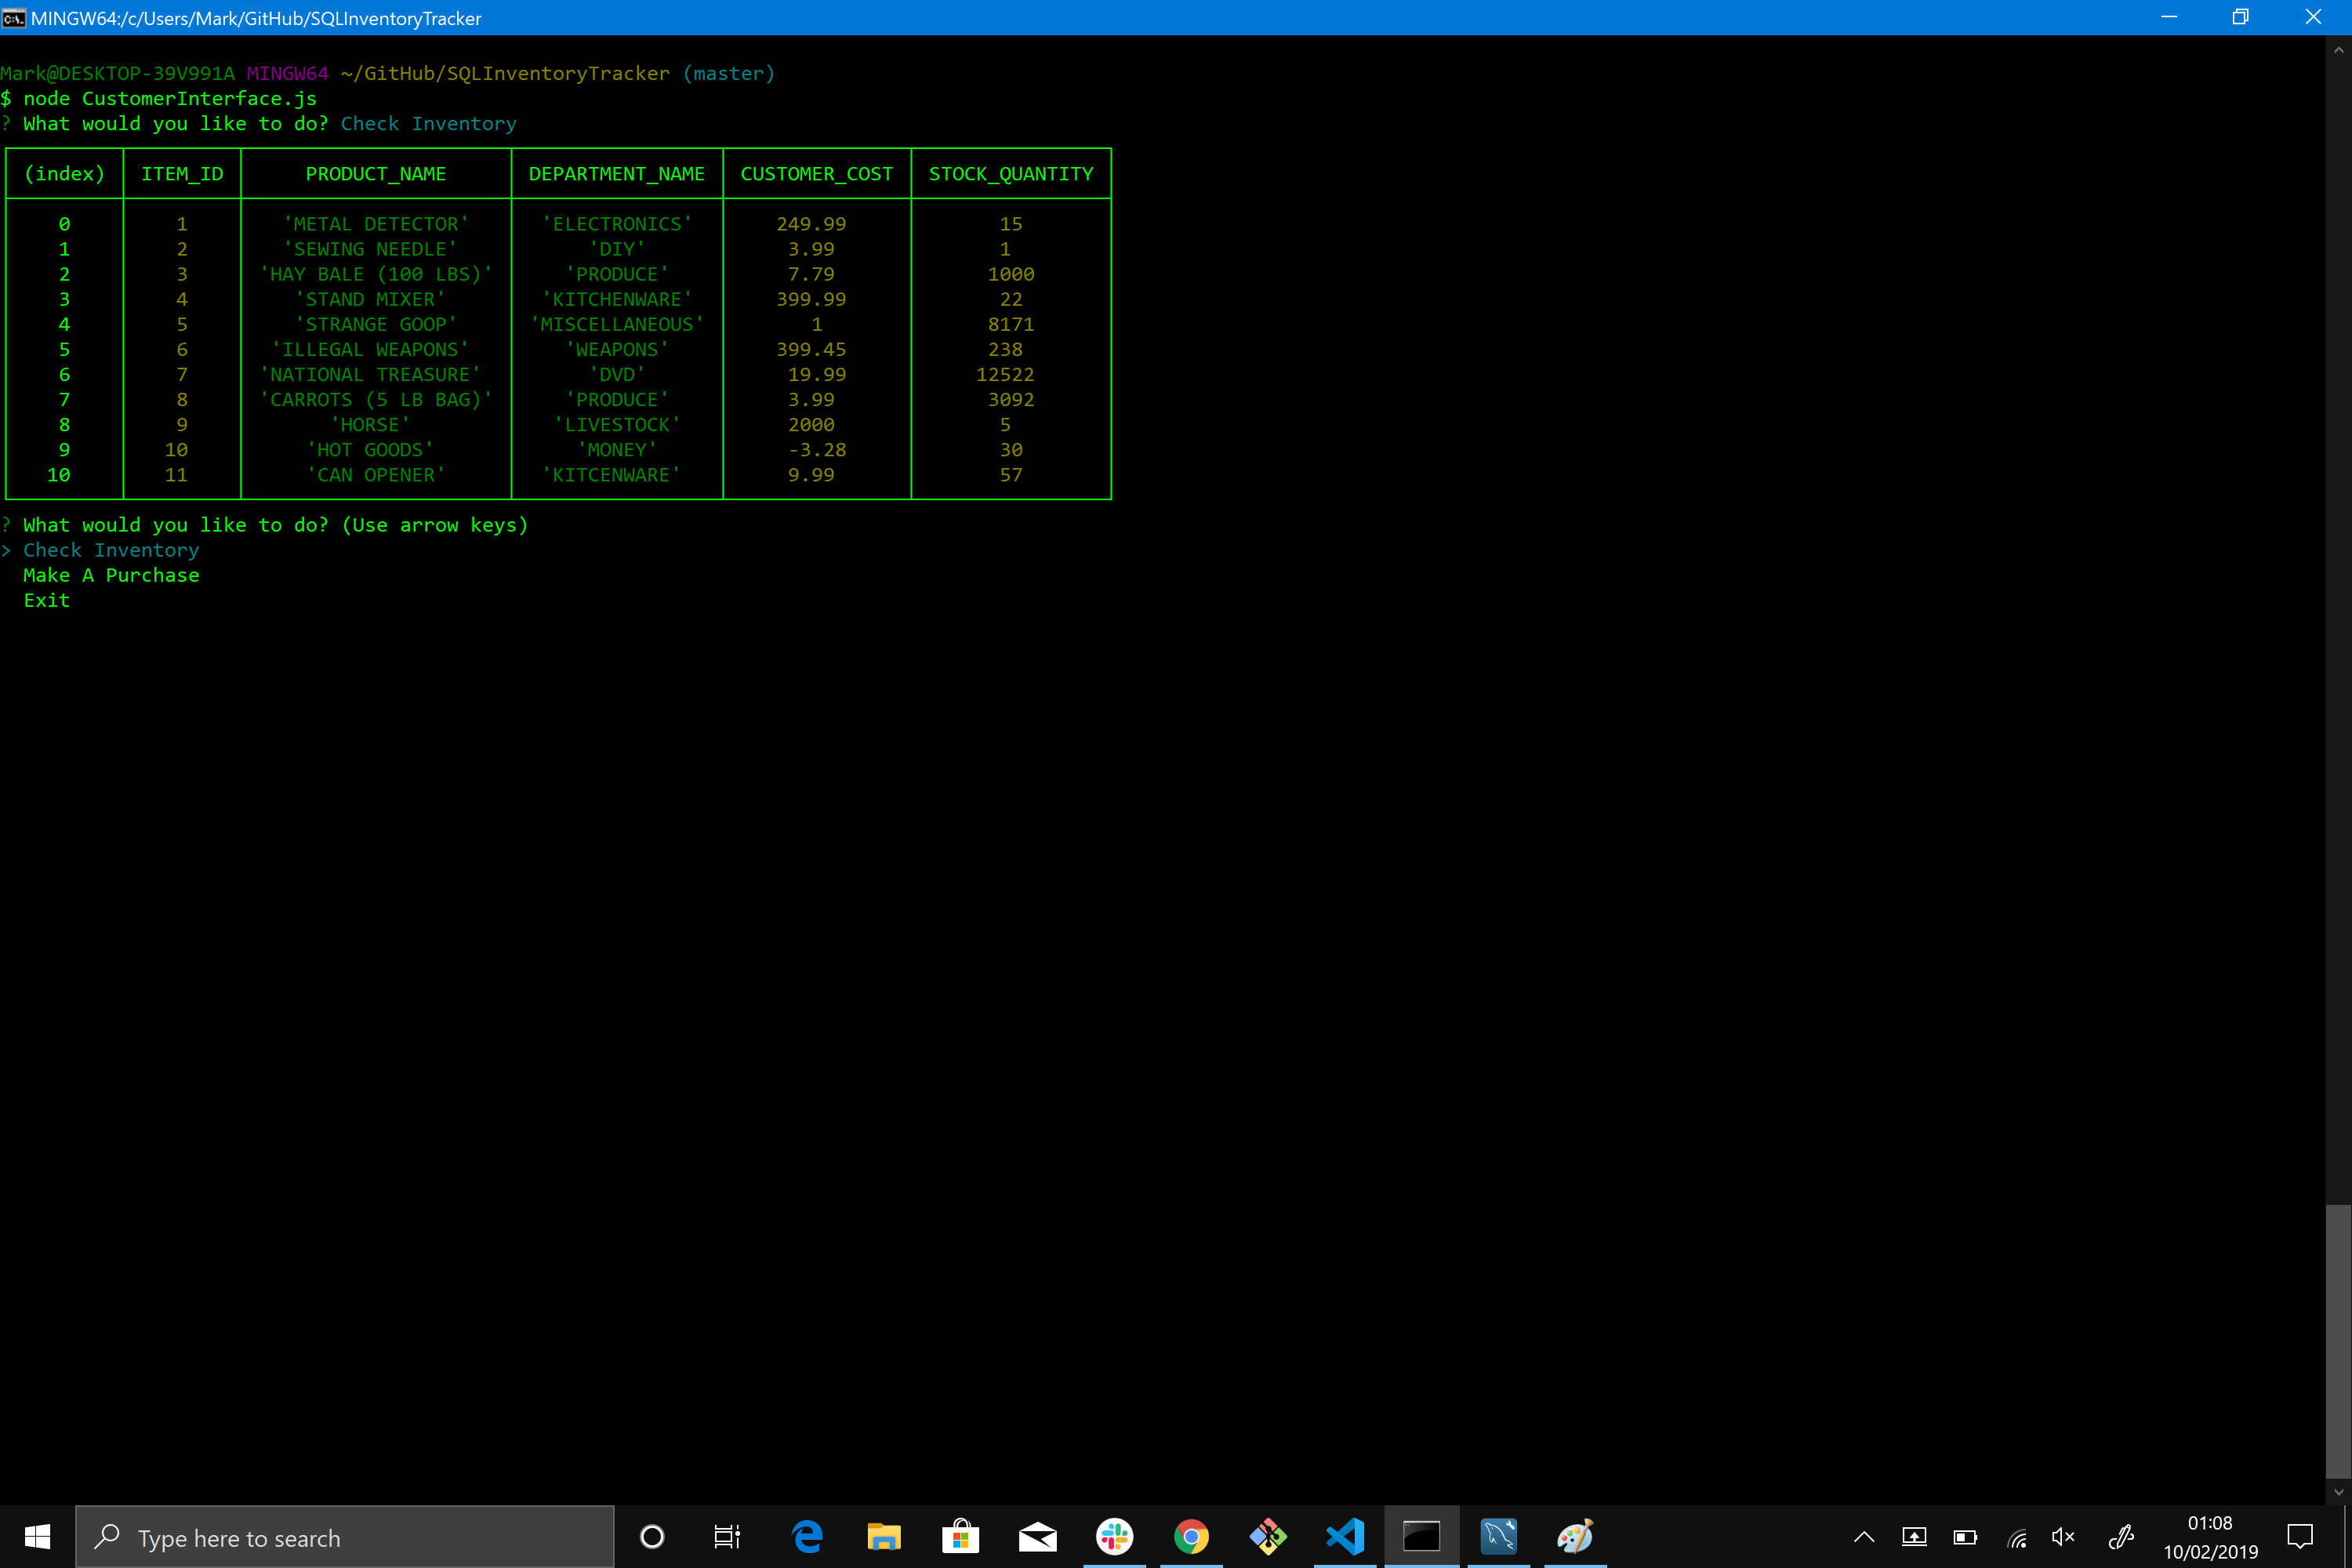 MINGW64:/c/Users/Mark/GitHub/SQLInventoryTracker
Mark@DESKTOP-39V991A MINGW64 ~/GitHub/SQLInventoryTracker (master)
$ node CustomerInterface.js
? What would you like to do? Check Inventory
(index) ITEM_ID PRODUCT_NAME DEPARTMENT_NAME CUSTOMER_COST STOCK_QUANTITY
0 1 'METAL DETECTOR' 'ELECTRONICS' 249.99 15
1 2 'SEWING NEEDLE' 'DIY' 3.99 1
2 3 'HAY BALE (100 LBS)' 'PRODUCE' 7.79 1000
3 4 'STAND MIXER' 'KITCHENWARE' 399.99 22
4 5 'STRANGE GOOP' 'MISCELLANEOUS' 1 8171
5 6 'ILLEGAL WEAPONS' 'WEAPONS' 399.45 238
6 7 'NATIONAL TREASURE' 'DVD' 19.99 12522
7 8 'CARROTS (5 LB BAG)' 'PRODUCE' 3.99 3092
8 9 'HORSE' 'LIVESTOCK' 2000 5
9 10 'HOT GOODS' 'MONEY' -3.28 30
10 11 'CAN OPENER' 'KITCENWARE' 9.99 57
? What would you like to do? (Use arrow keys)
> Check Inventory
Make A Purchase
Exit
Type here to search
01:08
10/02/2019